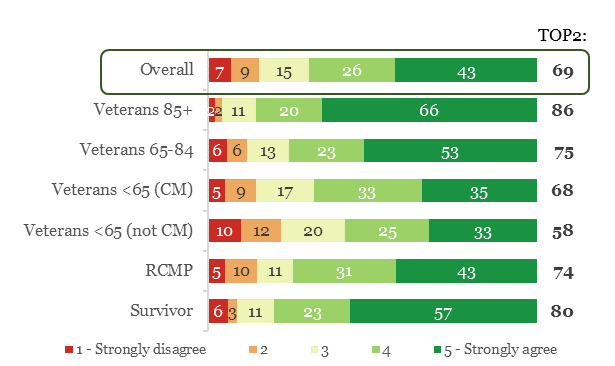 TOP2:
Overall 7 9 15 26 43 69
Veterans 85+ 2 2 11 20 66 86
Veterans 65-84 6 6 13 23 53 75
Veterans <65 (CM) 5 9 17 33 35 68
Veterans <65 (not CM) 10 12 20 25 33 58
RCMP 5 10 11 31 43 74
Survivor 6 3 11 23 57 80
1 - Strongly disagree 2 3 4 5 - Strongly agree